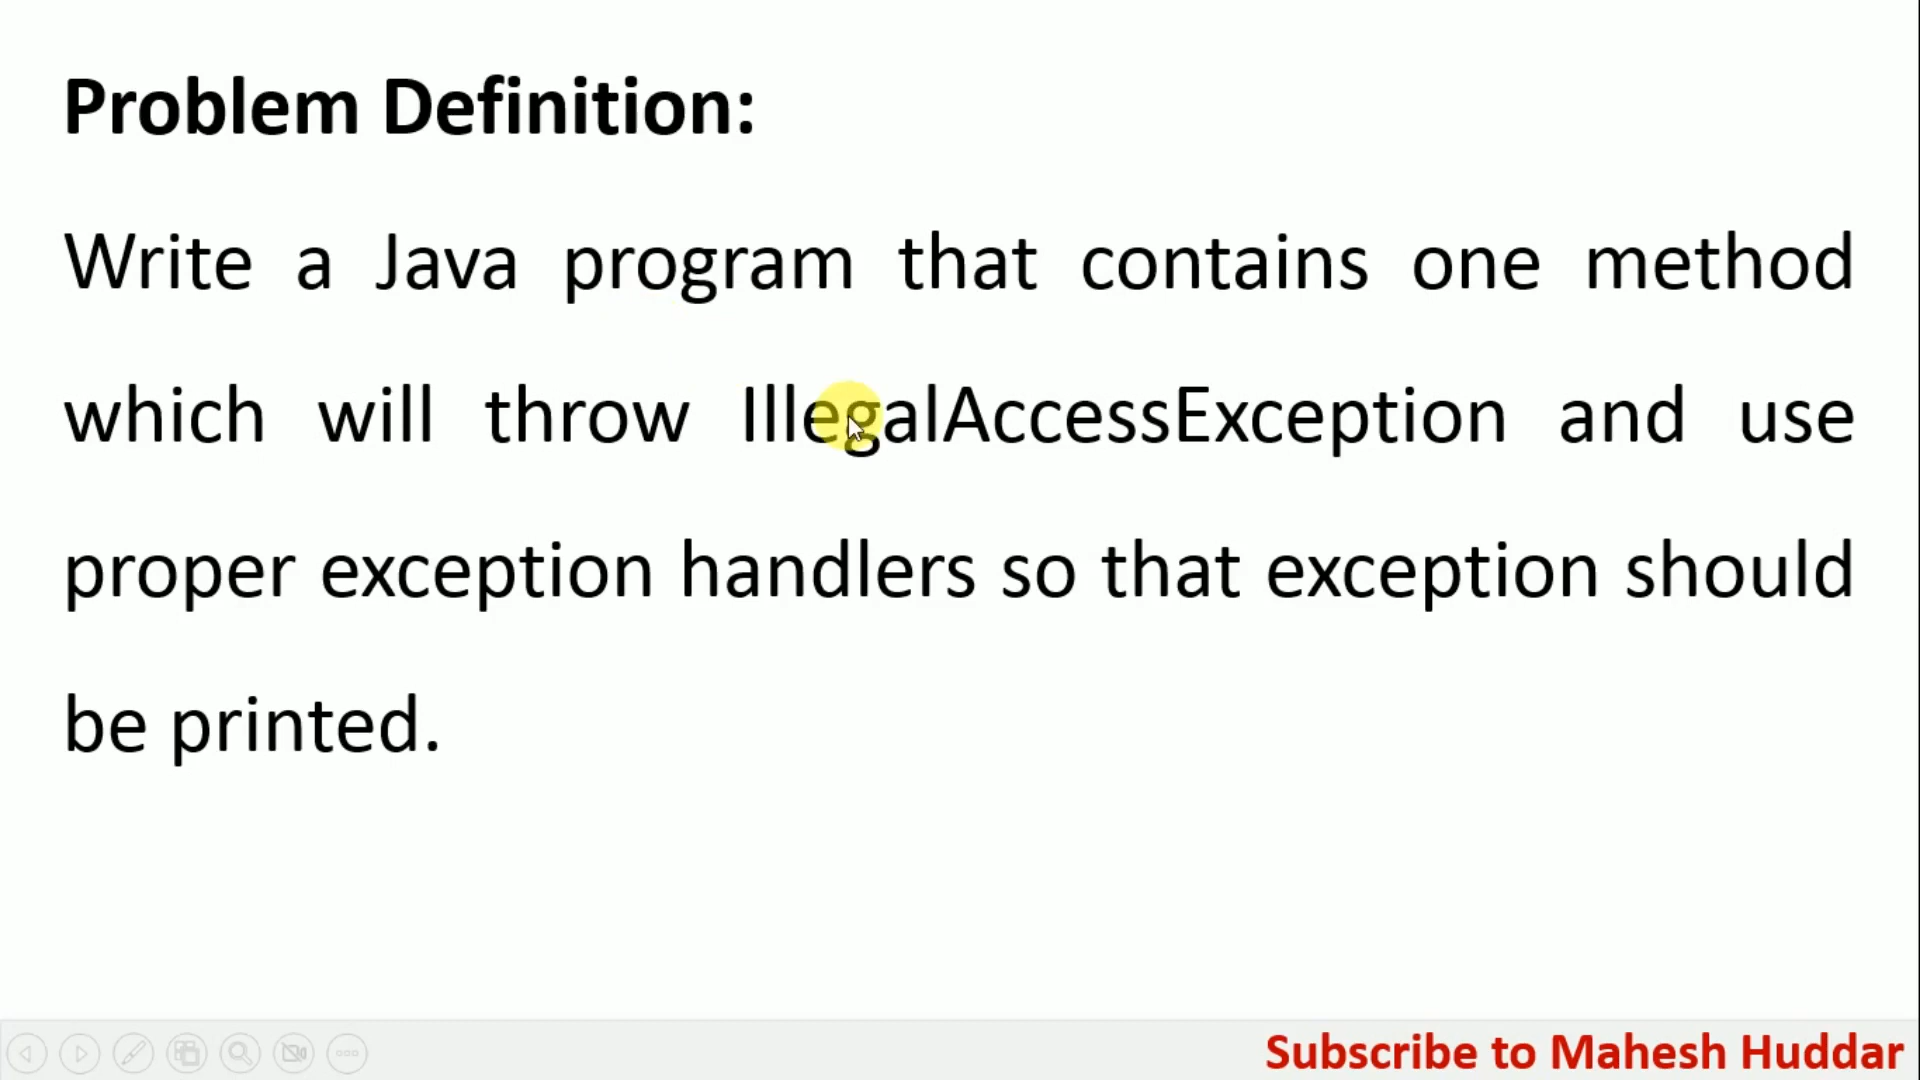 Problem Definition:
Write a Java program that contains one method
which will throw IllegalAccessException and use
proper exception handlers so that exception should
be printed.
Subscribe to Mahesh Huddar